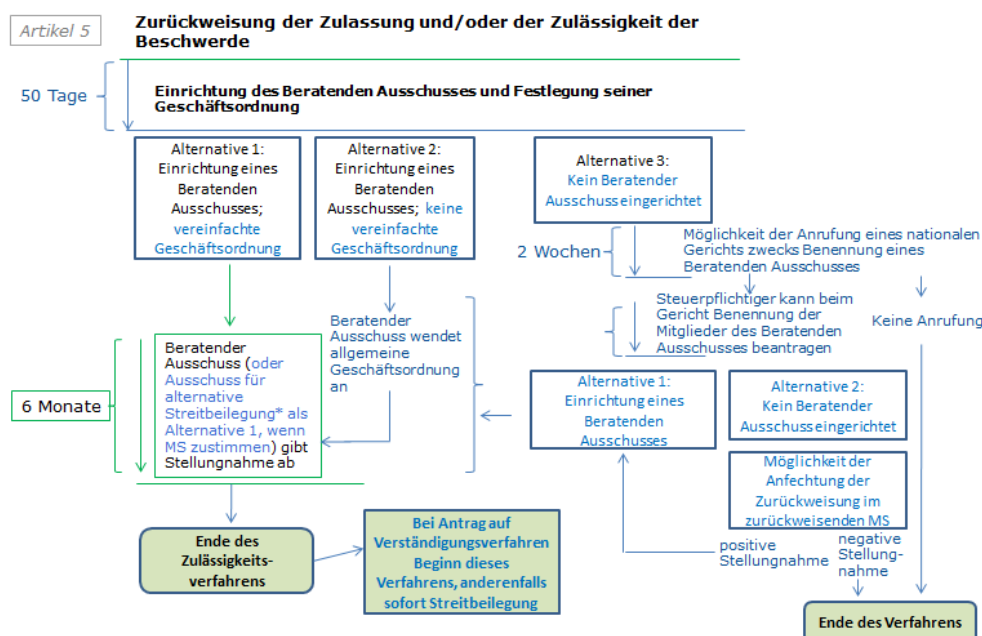 Artikel 5
Zurückweisung der Zulassung und/oder der Zulässigkeit der
Beschwerde
50 Tage
Einrichtung des Beratenden Ausschusses und Festlegung seiner
Geschäftsordnung
Alternative 1:
Einrichtung eines
Beratenden
Ausschusses;
vereinfachte
Geschäftsordnung
Alternative 2:
Einrichtung eines
Beratenden
Ausschusses; keine
vereinfachte
Geschäftsordnung
Alternative 3:
Kein Beratender
Ausschuss eingerichtet
2 Wochen
Möglichkeit der Anrufung eines nationalen
Gerichts zwecks Benennung eines
Beratenden Ausschusses
Steuerpflichtiger kann beim
Gericht Benennung der
Mitglieder des Beratenden
Ausschusses beantragen
Keine Anrufung
Beratender
Ausschuss wendet
allgemeine
Geschäftsordnung
an
6 Monate
Beratender
Ausschuss (oder
Ausschuss für
alternative
Streitbeilegung* als
Alternative 1, wenn
MS zustimmen) gibt
Stellungnahme ab
Alternative 1:
Einrichtung eines
Beratenden
Ausschusses
Alternative 2:
Kein Beratender
Ausschuss eingerichtet
Möglichkeit der
Anfechtung der
Zurückweisung im
zurückweisenden MS
positive
Stellungnahme
negative
Stellung-
nahme
Ende des
Zulässigkeits-
verfahrens
Bei Antrag auf
Verständigungsverfahren
Beginn dieses
Verfahrens, anderenfalls
sofort Streitbeilegung
Ende des Verfahrens